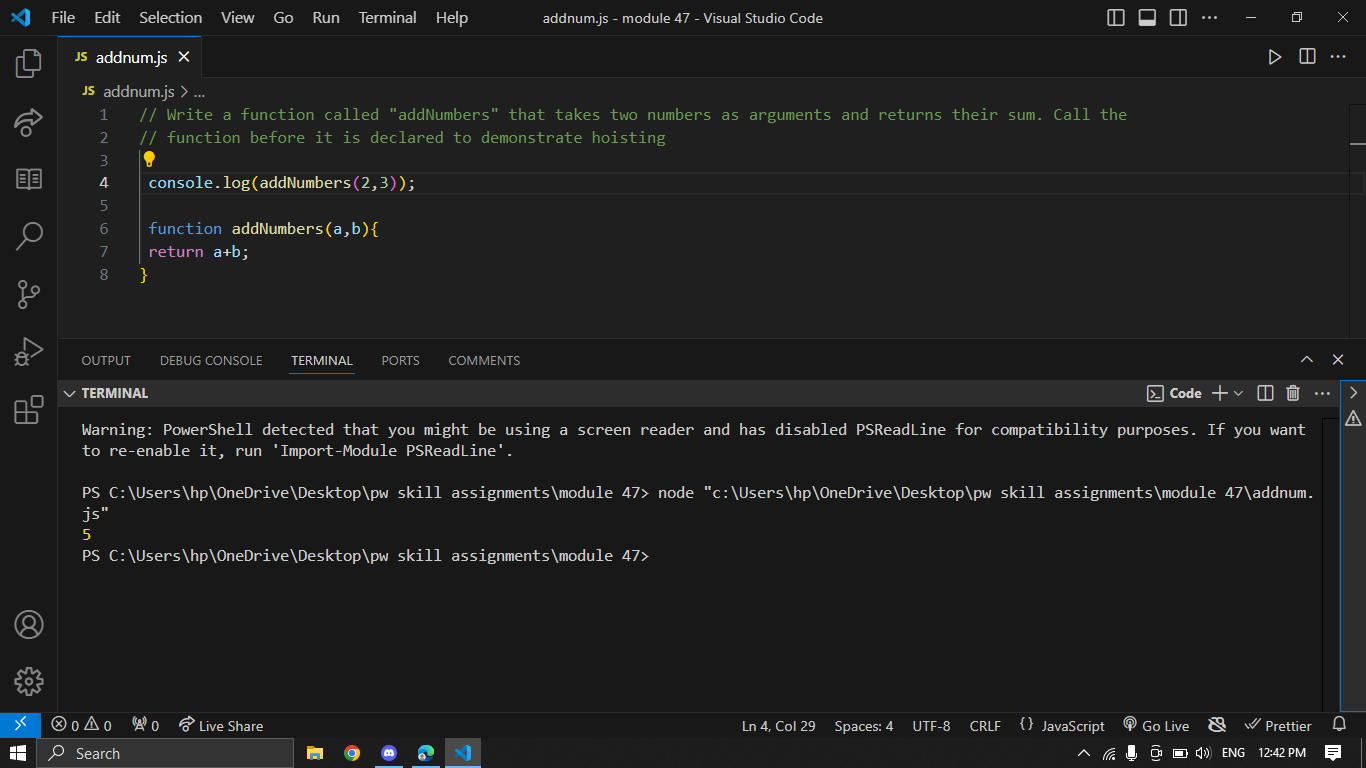 File Edit Selection View Go Run Terminal Help addnum.js - module 47 - Visual Studio Code
JS addnum.js
JS addnum.js > ...
1 // Write a function called "addNumbers" that takes two numbers as arguments and returns their sum. Call the
2 // function before it is declared to demonstrate hoisting
3
4 console.log(addNumbers(2,3));
5
6 function addNumbers(a,b){
7 return a+b;
8 }
OUTPUT DEBUG CONSOLE TERMINAL PORTS COMMENTS
TERMINAL Code
Warning: PowerShell detected that you might be using a screen reader and has disabled PSReadLine for compatibility purposes. If you want
to re-enable it, run 'Import-Module PSReadLine'.
PS C:\Users\hp\OneDrive\Desktop\pw skill assignments\module 47> node "c:\Users\hp\OneDrive\Desktop\pw skill assignments\module 47\addnum.
js"
5
PS C:\Users\hp\OneDrive\Desktop\pw skill assignments\module 47>
0 0 0 Live Share Ln 4, Col 29 Spaces: 4 UTF-8 CRLF {} JavaScript Go Live Prettier
Search ENG 12:42 PM